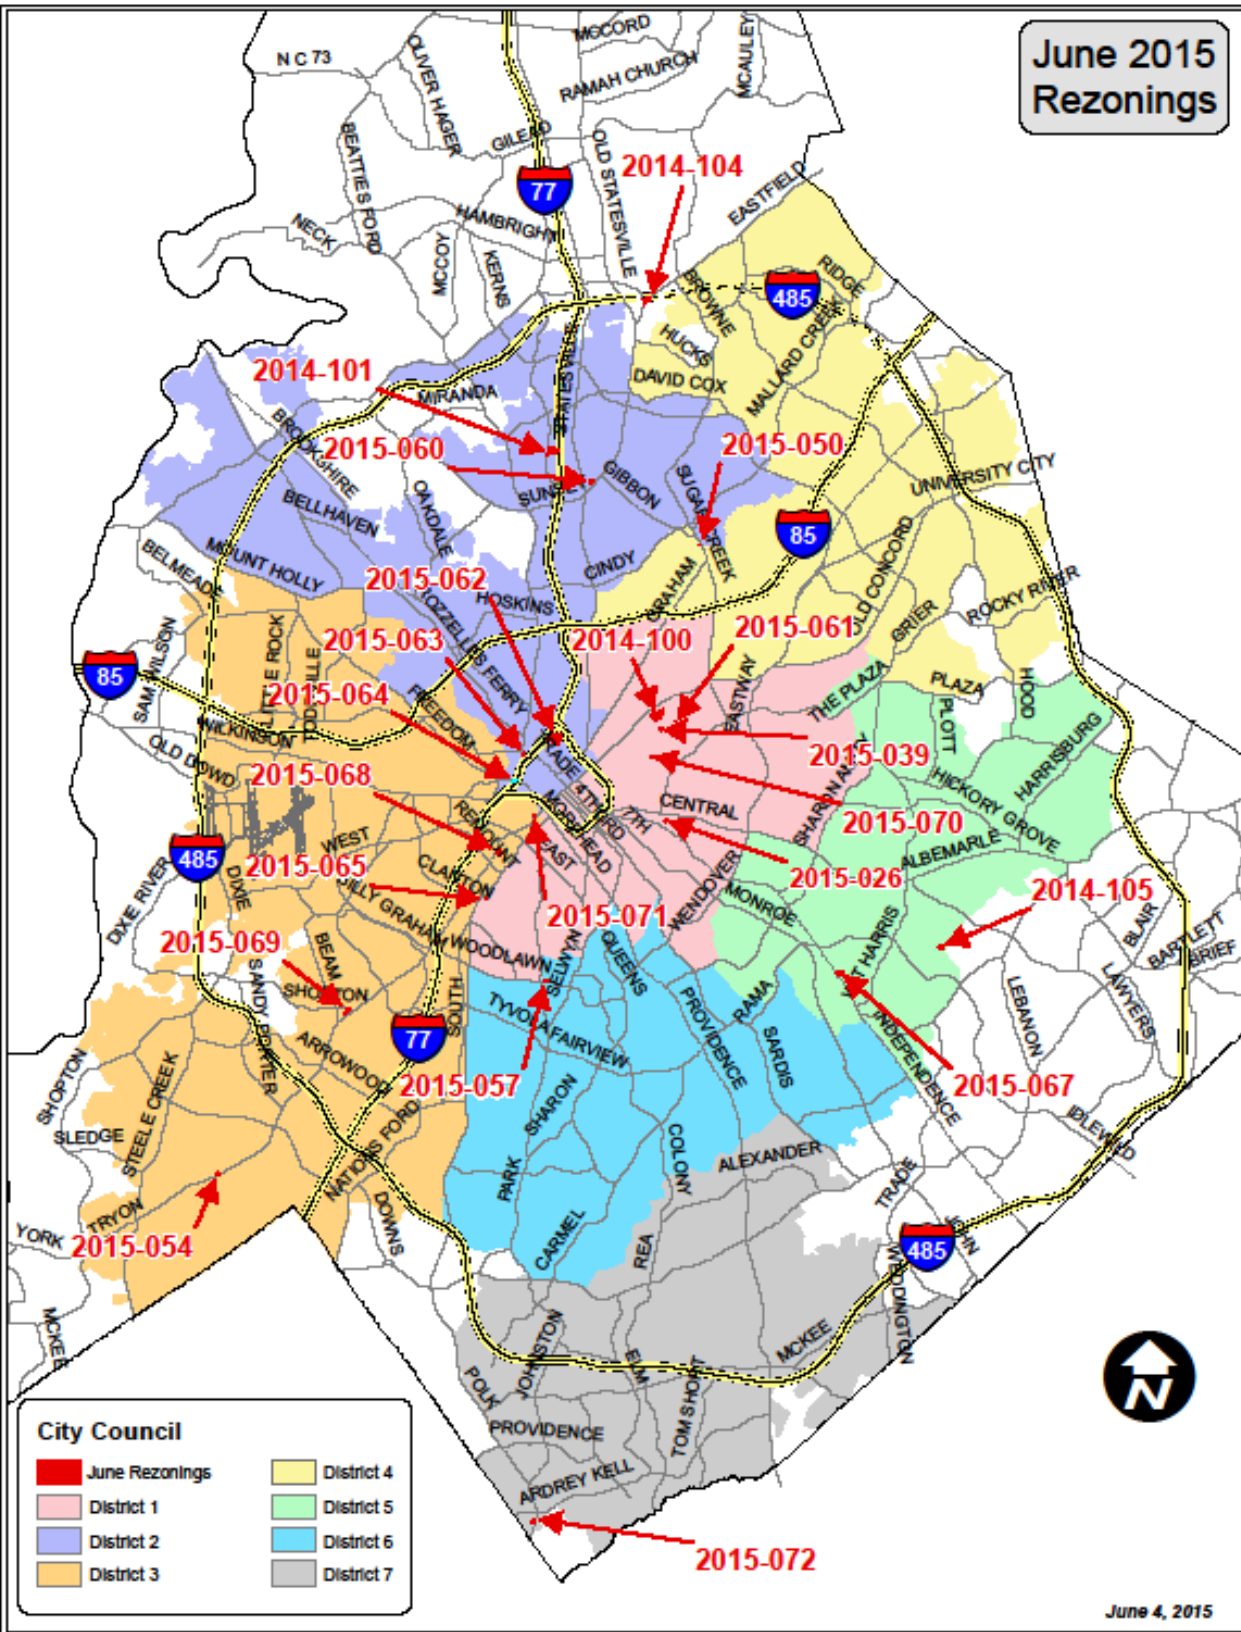 June 2015
Rezonings
N C 73
OLIVER HAGER
MCCORD
RAMAH CHURCH
MCAULEY
BEATTIES FORD
GILEAD
OLD STATESVILLE
77
2014-104
EASTFIELD
NECK
HAMBRIGHT
MCCOY
KERNS
BROWNE
RIDGE
485
HUCKS
MALLARD CREEK
STATESVILLE
2014-101
MIRANDA
DAVID COX
BROOKSHIRE
2015-060
2015-050
SUNSET
GIBBON
SUGAR CREEK
UNIVERSITY CITY
BELLHAVEN
OAKDALE
85
BELMEADE
MOUNT HOLLY
CINDY
OLD CONCORD
2015-062
ROZZELLES FERRY
HOSKINS
GRAHAM
GRIER
ROCKY RIVER
SAM WILSON
LITTLE ROCK
2015-063
2014-100
2015-061
85
2015-064
FREEDOM
EASTWAY
THE PLAZA
PLAZA
PLOTT
HOOD
WILKINSON
OLD DOWD
TRADE
2015-039
HARRISBURG
2015-068
4TH
3RD
7TH
CENTRAL
HICKORY GROVE
MOREHEAD
2015-070
REMOUNT
EAST
WEST
ALBEMARLE
485
2015-065
CLANTON
DIXIE
DIXIE RIVER
BILLY GRAHAM
WENDOVER
MONROE
2015-026
2014-105
2015-071
2015-069
BEAM
WOODLAWN
SELWYN
QUEENS
BLAIR
BARTLETT
BRIEF
SANDY PORTER
SHOPTON
SOUTH
TYVOLA
FAIRVIEW
PROVIDENCE
RAMA
SARDIS
INDEPENDENCE
LEBANON
LAWYERS
77
ARROWOOD
2015-057
2015-067
SHOPTON
STEELE CREEK
SLEDGE
NATIONS FORD
SHARON
COLONY
ALEXANDER
IDLEWILD
PARK
TRADE
YORK
TRYON
2015-054
DOWNS
CARMEL
REA
485
JOHN
WEDDINGTON
MCKEE
JOHNSTON
ELM
MCKEE
POLK
TOM SHORT
PROVIDENCE
ARDREY KELL
2015-072
N
City Council
June Rezonings
District 1
District 2
District 3
District 4
District 5
District 6
District 7
June 4, 2015